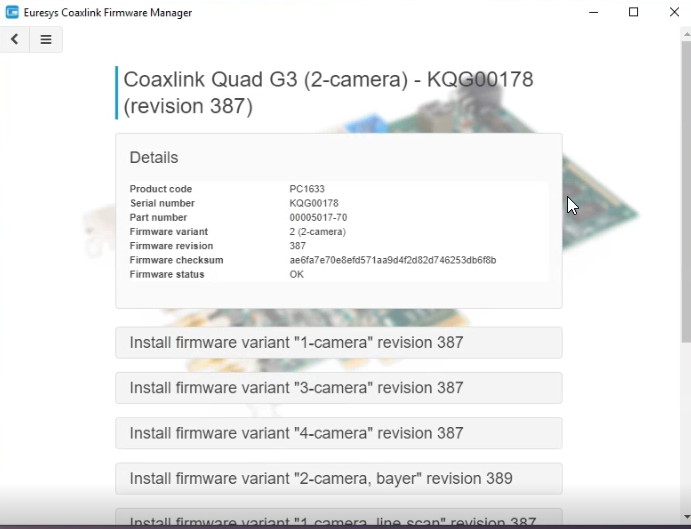 Euresys Coaxlink Firmware Manager
Coaxlink Quad G3 (2-camera) - KQG00178
(revision 387)
Details
Product code PC1633
Serial number KQG00178
Part number 00005017-70
Firmware variant 2 (2-camera)
Firmware revision 387
Firmware checksum ae6fa7e70e8efd571aa9d4f2d82d746253db6f8b
Firmware status OK
Install firmware variant "1-camera" revision 387
Install firmware variant "3-camera" revision 387
Install firmware variant "4-camera" revision 387
Install firmware variant "2-camera, bayer" revision 389
Install firmware variant "1-camera, line-scan" revision 387